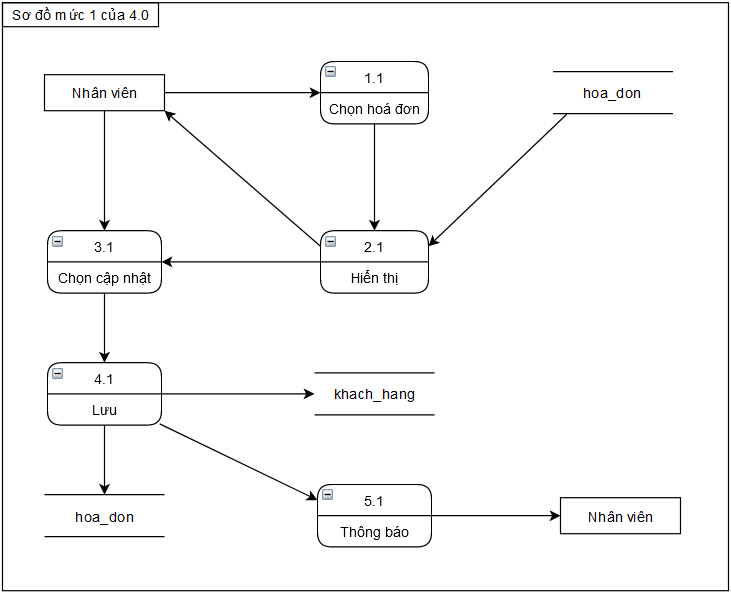 Sơ đồ mức 1 của 4.0
Nhân viên
1.1
Chọn hoá đơn
hoa_don
3.1
Chọn cập nhật
2.1
Hiển thị
4.1
Lưu
khach_hang
hoa_don
5.1
Thông báo
Nhân viên